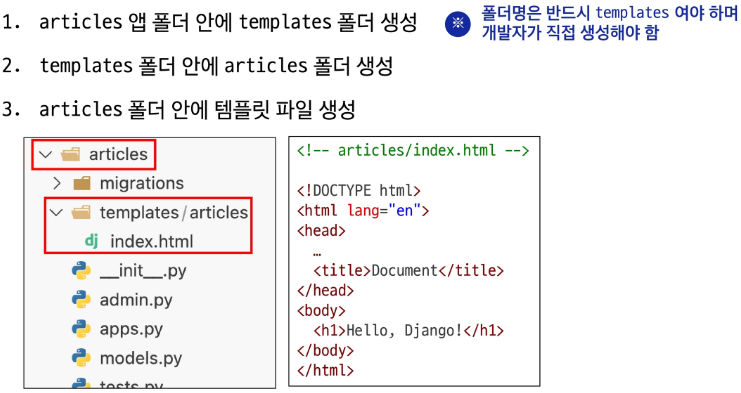 1. articles 앱 폴더 안에 templates 폴더 생성
※ 폴더명은 반드시 templates 여야 하며
개발자가 직접 생성해야 함
2. templates 폴더 안에 articles 폴더 생성
3. articles 폴더 안에 템플릿 파일 생성
articles
migrations
templates/articles
dj index.html
__init__.py
admin.py
apps.py
models.py
tests.py
<!-- articles/index.html -->
<!DOCTYPE html>
<html lang="en">
<head>
…
<title>Document</title>
</head>
<body>
<h1>Hello, Django!</h1>
</body>
</html>